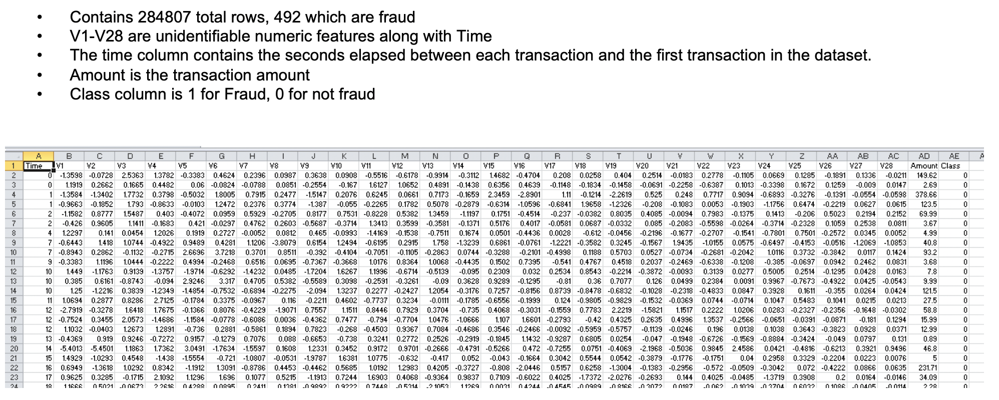 • Contains 284807 total rows, 492 which are fraud
• V1-V28 are unidentifiable numeric features along with Time
• The time column contains the seconds elapsed between each transaction and the first transaction in the dataset.
• Amount is the transaction amount
• Class column is 1 for Fraud, 0 for not fraud
A B C D E F G H I J K L M N O P Q R S T U V W X Y Z AA AB AC AD AE
1 Time V1 V2 V3 V4 V5 V6 V7 V8 V9 V10 V11 V12 V13 V14 V15 V16 V17 V18 V19 V20 V21 V22 V23 V24 V25 V26 V27 V28 Amount Class
2 0 -1.3598 -0.0728 2.5363 1.3782 -0.3383 0.4624 0.2396 0.0987 0.3638 0.0908 -0.5516 -0.6178 -0.9914 -0.3112 1.4682 -0.4704 0.208 0.0258 0.404 0.2514 -0.0183 0.2778 -0.1105 0.0669 0.1285 -0.1891 0.1336 -0.0211 149.62 0
3 0 1.1919 0.2662 0.1665 0.4482 0.06 -0.0824 -0.0788 0.0851 -0.2554 -0.167 1.6127 1.0652 0.4891 -0.1438 0.6356 0.4639 -0.1148 -0.1834 -0.1458 -0.0691 -0.2258 -0.6387 0.1013 -0.3398 0.1672 0.1259 -0.009 0.0147 2.69 0
4 1 -1.3584 -1.3402 1.7732 0.3798 -0.5032 1.8005 0.7915 0.2477 -1.5147 0.2076 0.6245 0.0661 0.7173 -0.1659 2.3459 -2.8901 1.11 -0.1214 -2.2619 0.525 0.248 0.7717 0.9094 -0.6893 -0.3276 -0.1391 -0.0554 -0.0598 378.66 0
5 1 -0.9663 -0.1852 1.793 -0.8633 -0.0103 1.2472 0.2376 0.3774 -1.387 -0.055 -0.2265 0.1782 0.5078 -0.2879 -0.6314 -1.0596 -0.6841 1.9658 -1.2326 -0.208 -0.1083 0.0053 -0.1903 -1.1756 0.6474 -0.2219 0.0627 0.0615 123.5 0
6 2 -1.1582 0.8777 1.5487 0.403 -0.4072 0.0959 0.5929 -0.2705 0.8177 0.7531 -0.8228 0.5382 1.3459 -1.1197 0.1751 -0.4514 -0.237 -0.0382 0.8035 0.4085 -0.0094 0.7983 -0.1375 0.1413 -0.206 0.5023 0.2194 0.2152 69.99 0
7 2 -0.426 0.9605 1.1411 -0.1683 0.421 -0.0297 0.4762 0.2603 -0.5687 -0.3714 1.3413 0.3599 -0.3581 -0.1371 0.5176 0.4017 -0.0581 0.0687 -0.0332 0.085 -0.2083 -0.5598 -0.0264 -0.3714 -0.2328 0.1059 0.2538 0.0811 3.67 0
8 4 1.2297 0.141 0.0454 1.2026 0.1919 0.2727 -0.0052 0.0812 0.465 -0.0993 -1.4169 -0.1538 -0.7511 0.1674 0.0501 -0.4436 0.0028 -0.612 -0.0456 -0.2196 -0.1677 -0.2707 -0.1541 -0.7801 0.7501 -0.2572 0.0345 0.0052 4.99 0
9 7 -0.6443 1.418 1.0744 -0.4922 0.9489 0.4281 1.1206 -3.8079 0.6154 1.2494 -0.6195 0.2915 1.758 -1.3239 0.6861 -0.0761 -1.2221 -0.3582 0.3245 -0.1567 1.9435 -1.0155 0.0575 -0.6497 -0.4153 -0.0516 -1.2069 -1.0853 40.8 0
10 7 -0.8943 0.2862 -0.1132 -0.2715 2.6696 3.7218 0.3701 0.8511 -0.392 -0.4104 -0.7051 -0.1105 -0.2863 0.0744 -0.3288 -0.2101 -0.4998 0.1188 0.5703 0.0527 -0.0734 -0.2681 -0.2042 1.0116 0.3732 -0.3842 0.0117 0.1424 93.2 0
11 9 -0.3383 1.1196 1.0444 -0.2222 0.4994 -0.2468 0.6516 0.0695 -0.7367 -0.3668 1.0176 0.8364 1.0068 -0.4435 0.1502 0.7395 -0.541 0.4767 0.4518 0.2037 -0.2469 -0.6338 -0.1208 -0.385 -0.0697 0.0942 0.2462 0.0831 3.68 0
12 10 1.449 -1.1763 0.9139 -1.3757 -1.9714 -0.6292 -1.4232 0.0485 -1.7204 1.6267 1.1996 -0.6714 -0.5139 -0.095 0.2309 0.032 0.2534 0.8543 -0.2214 -0.3872 -0.0093 0.3139 0.0277 0.5005 0.2514 -0.1295 0.0428 0.0163 7.8 0
13 10 0.385 0.6161 -0.8743 -0.094 2.9246 3.317 0.4705 0.5382 -0.5589 0.3098 -0.2591 -0.3261 -0.09 0.3628 0.9289 -0.1295 -0.81 0.36 0.7077 0.126 0.0499 0.2384 0.0091 0.9967 -0.7673 -0.4922 0.0425 -0.0543 9.99 0
14 10 1.25 -1.2216 0.3839 -1.2349 -1.4854 -0.7532 -0.6894 -0.2275 -2.094 1.3237 0.2277 -0.2427 1.2054 -0.3176 0.7257 -0.8156 0.8739 -0.8478 -0.6832 -0.1028 -0.2318 -0.4833 0.0847 0.3928 0.1611 -0.355 0.0264 0.0424 121.5 0
15 11 1.0694 0.2877 0.8286 2.7125 -0.1784 0.3375 -0.0967 0.116 -0.2211 0.4602 -0.7737 0.3234 -0.0111 -0.1785 -0.6556 -0.1999 0.124 -0.9805 -0.9829 -0.1532 -0.0369 0.0744 -0.0714 0.1047 0.5483 0.1041 0.0215 0.0213 27.5 0
16 12 -2.7919 -0.3278 1.6418 1.7675 -0.1366 0.8076 -0.4229 -1.9071 0.7557 1.1511 0.8446 0.7929 0.3704 -0.735 0.4068 -0.3031 -0.1559 0.7783 2.2219 -1.5821 1.1517 0.2222 1.0206 0.0283 -0.2327 -0.2356 -0.1648 -0.0302 58.8 0
17 12 -0.7524 0.3455 2.0573 -1.4686 -1.1584 -0.0778 -0.6086 0.0036 -0.4362 0.7477 -0.794 -0.7704 1.0476 -1.0666 1.107 1.6601 -0.2793 -0.42 0.4325 0.2635 0.4996 1.3537 -0.2566 -0.0651 -0.0391 -0.0871 -0.181 0.1294 15.99 0
18 12 1.1032 -0.0403 1.2673 1.2891 -0.736 0.2881 -0.5861 0.1894 0.7823 -0.268 -0.4503 0.9367 0.7084 -0.4686 0.3546 -0.2466 -0.0092 -0.5959 -0.5757 -0.1139 -0.0246 0.196 0.0138 0.1038 0.3643 -0.3823 0.0928 0.0371 12.99 0
19 13 -0.4369 0.919 0.9246 -0.7272 0.9157 -0.1279 0.7076 0.088 -0.6653 -0.738 0.3241 0.2772 0.2526 -0.2919 -0.1845 1.1432 -0.9287 0.6805 0.0254 -0.047 -0.1948 -0.6726 -0.1569 -0.8884 -0.3424 -0.049 0.0797 0.131 0.89 0
20 14 -5.4013 -5.4501 1.1863 1.7362 3.0491 -1.7634 -1.5597 0.1608 1.2331 0.3452 0.9172 0.9701 -0.2666 -0.4791 -0.5266 0.472 -0.7255 0.0751 -0.4069 -2.1968 -0.5036 0.9845 2.4586 0.0421 -0.4816 -0.6213 0.3921 0.9496 46.8 0
21 15 1.4929 -1.0293 0.4548 -1.438 -1.5554 -0.721 -1.0807 -0.0531 -1.9787 1.6381 1.0775 -0.632 -0.417 0.052 -0.043 -0.1664 0.3042 0.5544 0.0542 -0.3879 -0.1776 -0.1751 0.04 0.2958 0.3329 -0.2204 0.0223 0.0076 5 0
22 16 0.6949 -1.3618 1.0292 0.8342 -1.1912 1.3091 -0.8786 0.4453 -0.4462 0.5685 1.0192 1.2983 0.4205 -0.3727 -0.808 -2.0446 0.5157 0.6258 -1.3004 -0.1383 -0.2956 -0.572 -0.0509 -0.3042 0.072 -0.4222 0.0866 0.0635 231.71 0
23 17 0.9625 0.3285 -0.1715 2.1092 1.1296 1.696 0.1077 0.5215 -1.1913 0.7244 1.6903 0.4068 -0.9364 0.9837 0.7109 -0.6022 0.4025 -1.7372 -2.0276 -0.2693 0.144 0.4025 -0.0485 -1.3719 0.3908 0.2 0.0164 -0.0146 34.09 0